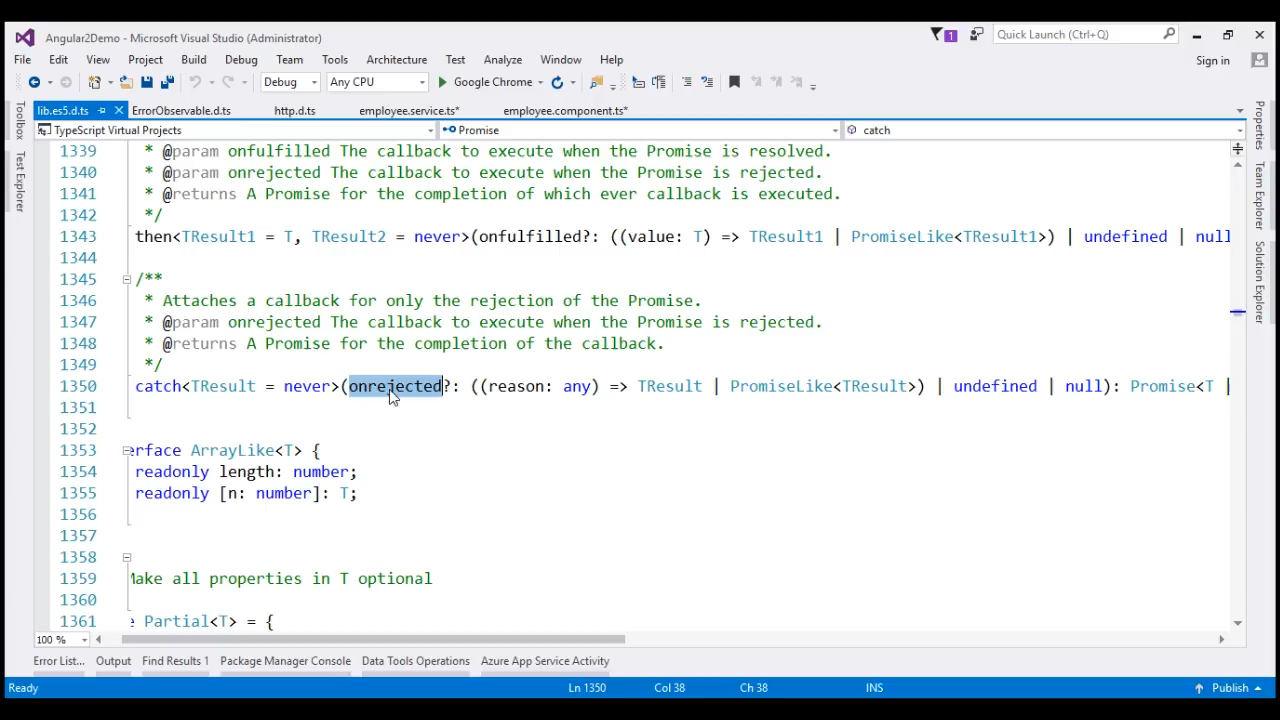 Angular2Demo - Microsoft Visual Studio (Administrator)
1
Quick Launch (Ctrl+Q)
File Edit View Project Build Debug Team Tools Architecture Test Analyze Window Help
Sign in
Debug Any CPU Google Chrome
lib.es5.d.ts ErrorObservable.d.ts http.d.ts employee.service.ts* employee.component.ts*
TypeScript Virtual Projects Promise catch
Toolbox
Test Explorer
Properties
Team Explorer
Solution Explorer
1339 * @param onfulfilled The callback to execute when the Promise is resolved.
1340 * @param onrejected The callback to execute when the Promise is rejected.
1341 * @returns A Promise for the completion of which ever callback is executed.
1342 */
1343 then<TResult1 = T, TResult2 = never>(onfulfilled?: ((value: T) => TResult1 | PromiseLike<TResult1>) | undefined | null
1344
1345 /**
1346 * Attaches a callback for only the rejection of the Promise.
1347 * @param onrejected The callback to execute when the Promise is rejected.
1348 * @returns A Promise for the completion of the callback.
1349 */
1350 catch<TResult = never>(onrejected?: ((reason: any) => TResult | PromiseLike<TResult>) | undefined | null): Promise<T |
1351
1352
1353 erface ArrayLike<T> {
1354 readonly length: number;
1355 readonly [n: number]: T;
1356
1357
1358
1359 Make all properties in T optional
1360
1361 e Partial<T> = {
100 %
Error List... Output Find Results 1 Package Manager Console Data Tools Operations Azure App Service Activity
Ready Ln 1350 Col 38 Ch 38 INS Publish